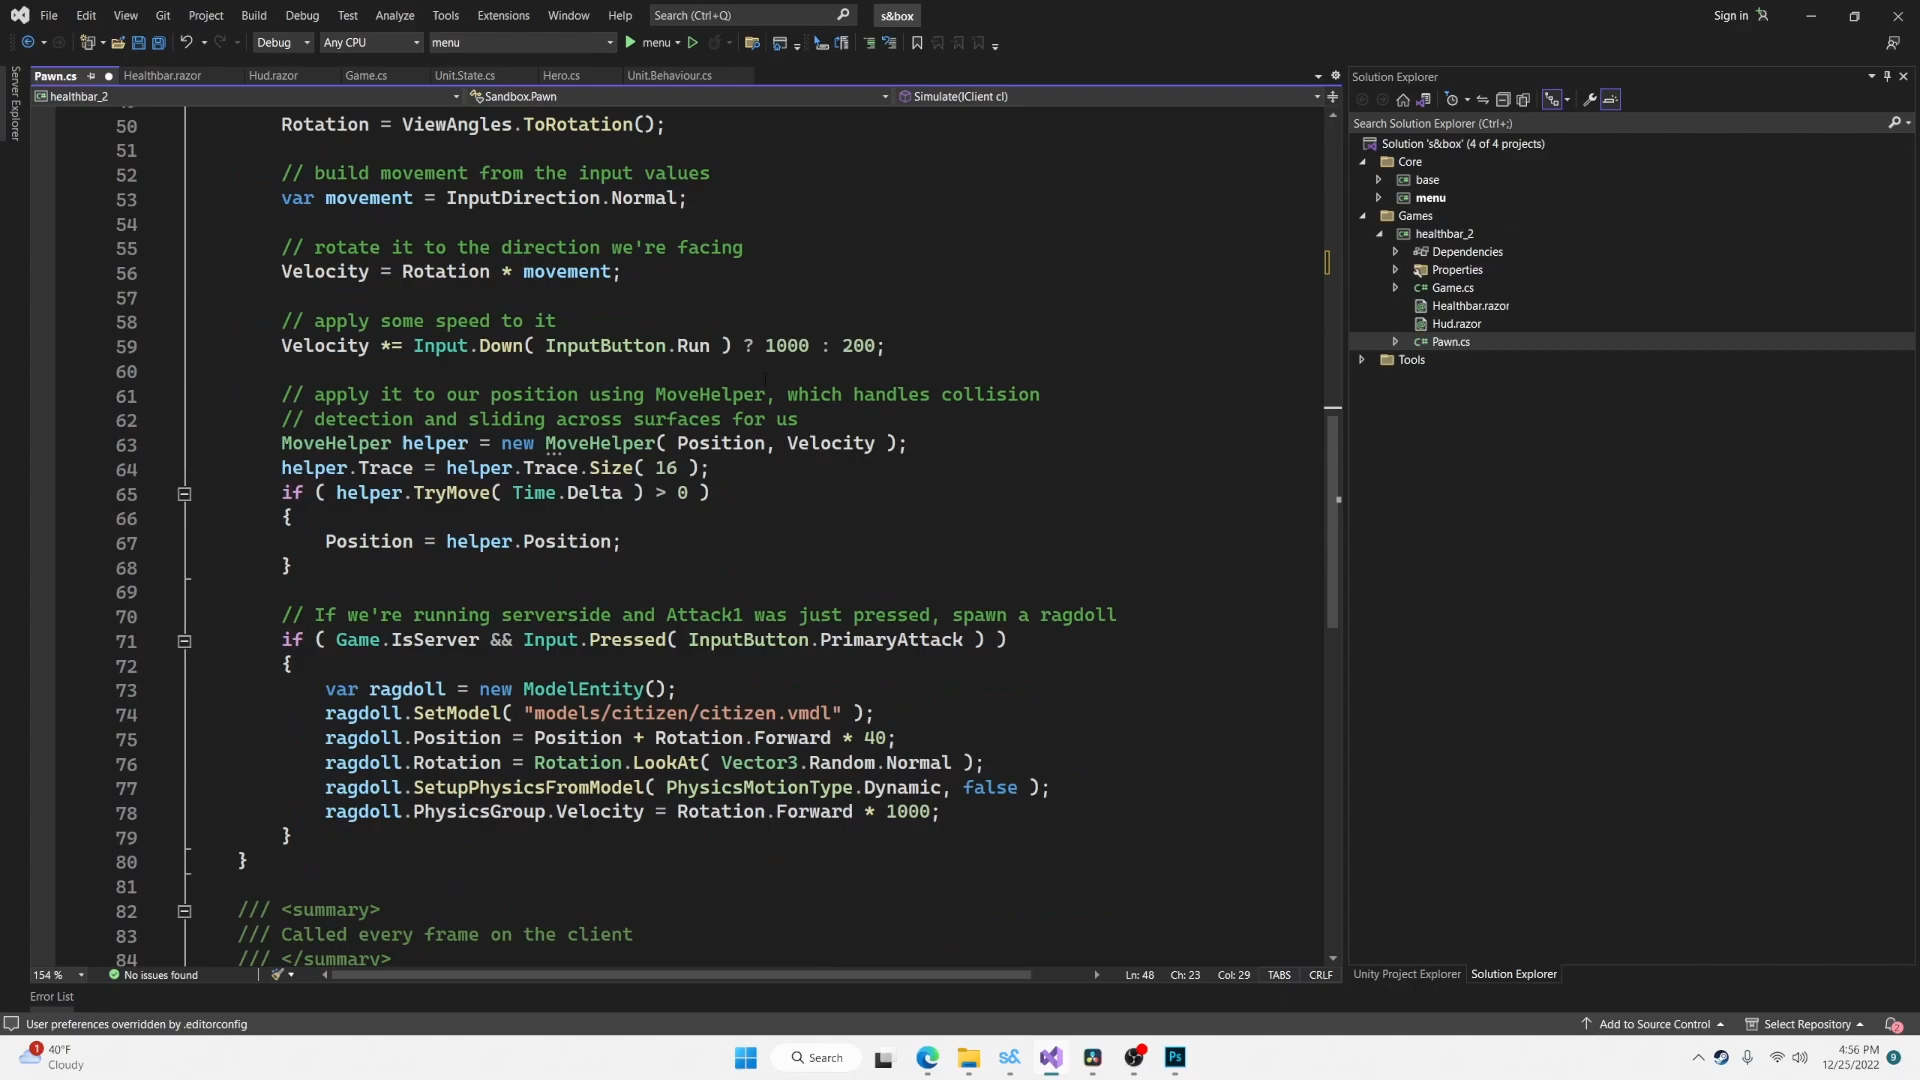 File Edit View Git Project Build Debug Test Analyze Tools Extensions Window Help Search (Ctrl+Q) s&box Sign in
Debug Any CPU menu menu
Server Explorer
Pawn.cs Healthbar.razor Hud.razor Game.cs Unit.State.cs Hero.cs Unit.Behaviour.cs
healthbar_2 Sandbox.Pawn Simulate(IClient cl)
50 Rotation = ViewAngles.ToRotation();
51
52 // build movement from the input values
53 var movement = InputDirection.Normal;
54
55 // rotate it to the direction we're facing
56 Velocity = Rotation * movement;
57
58 // apply some speed to it
59 Velocity *= Input.Down( InputButton.Run ) ? 1000 : 200;
60
61 // apply it to our position using MoveHelper, which handles collision
62 // detection and sliding across surfaces for us
63 MoveHelper helper = new MoveHelper( Position, Velocity );
64 helper.Trace = helper.Trace.Size( 16 );
65 if ( helper.TryMove( Time.Delta ) > 0 )
66 {
67 Position = helper.Position;
68 }
69
70 // If we're running serverside and Attack1 was just pressed, spawn a ragdoll
71 if ( Game.IsServer && Input.Pressed( InputButton.PrimaryAttack ) )
72 {
73 var ragdoll = new ModelEntity();
74 ragdoll.SetModel( "models/citizen/citizen.vmdl" );
75 ragdoll.Position = Position + Rotation.Forward * 40;
76 ragdoll.Rotation = Rotation.LookAt( Vector3.Random.Normal );
77 ragdoll.SetupPhysicsFromModel( PhysicsMotionType.Dynamic, false );
78 ragdoll.PhysicsGroup.Velocity = Rotation.Forward * 1000;
79 }
80 }
81
82 /// <summary>
83 /// Called every frame on the client
84 /// </summary>
154 % No issues found Ln: 48 Ch: 23 Col: 29 TABS CRLF
Error List
Solution Explorer
Search Solution Explorer (Ctrl+;)
Solution 's&box' (4 of 4 projects)
Core
base
menu
Games
healthbar_2
Dependencies
Properties
C# Game.cs
Healthbar.razor
Hud.razor
C# Pawn.cs
Tools
Unity Project Explorer Solution Explorer
User preferences overridden by .editorconfig Add to Source Control Select Repository 2
1 40°F
Cloudy
Search
s& Ps
4:56 PM
12/25/2022 9